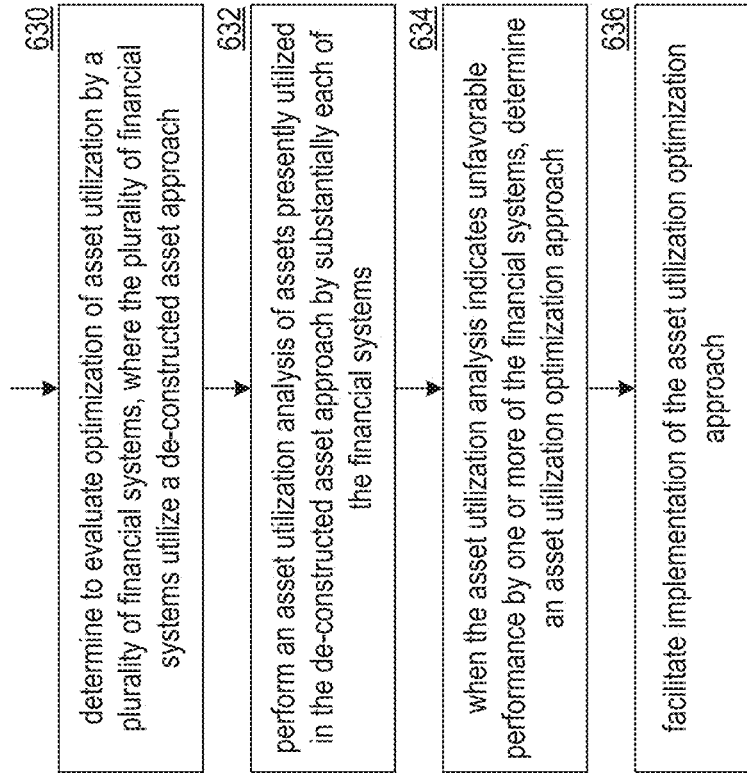 630
determine to evaluate optimization of asset utilization by a
plurality of financial systems, where the plurality of financial
systems utilize a de-constructed asset approach
632
perform an asset utilization analysis of assets presently utilized
in the de-constructed asset approach by substantially each of
the financial systems
634
when the asset utilization analysis indicates unfavorable
performance by one or more of the financial systems, determine
an asset utilization optimization approach
636
facilitate implementation of the asset utilization optimization
approach